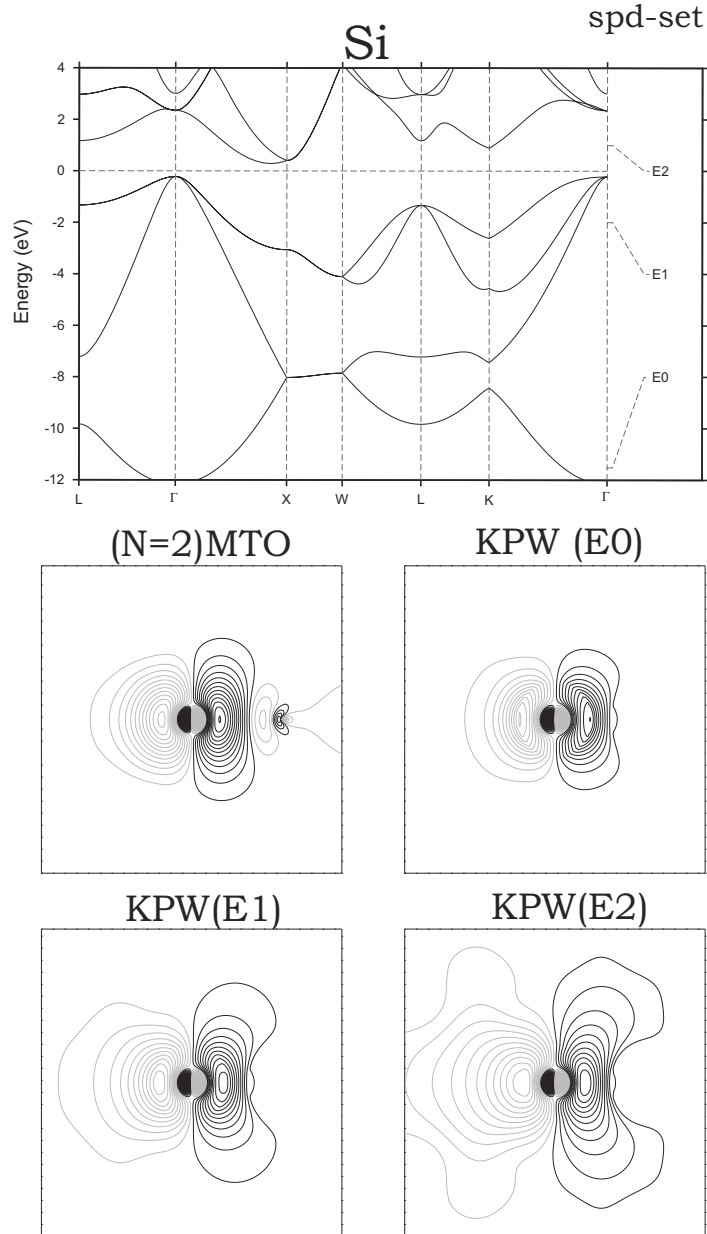 spd-set
Si
Energy (eV)
4
2
0
-2
-4
-6
-8
-10
-12
E2
E1
E0
L Γ X W L K Γ
(N=2)MTO
KPW (E0)
KPW(E1)
KPW(E2)